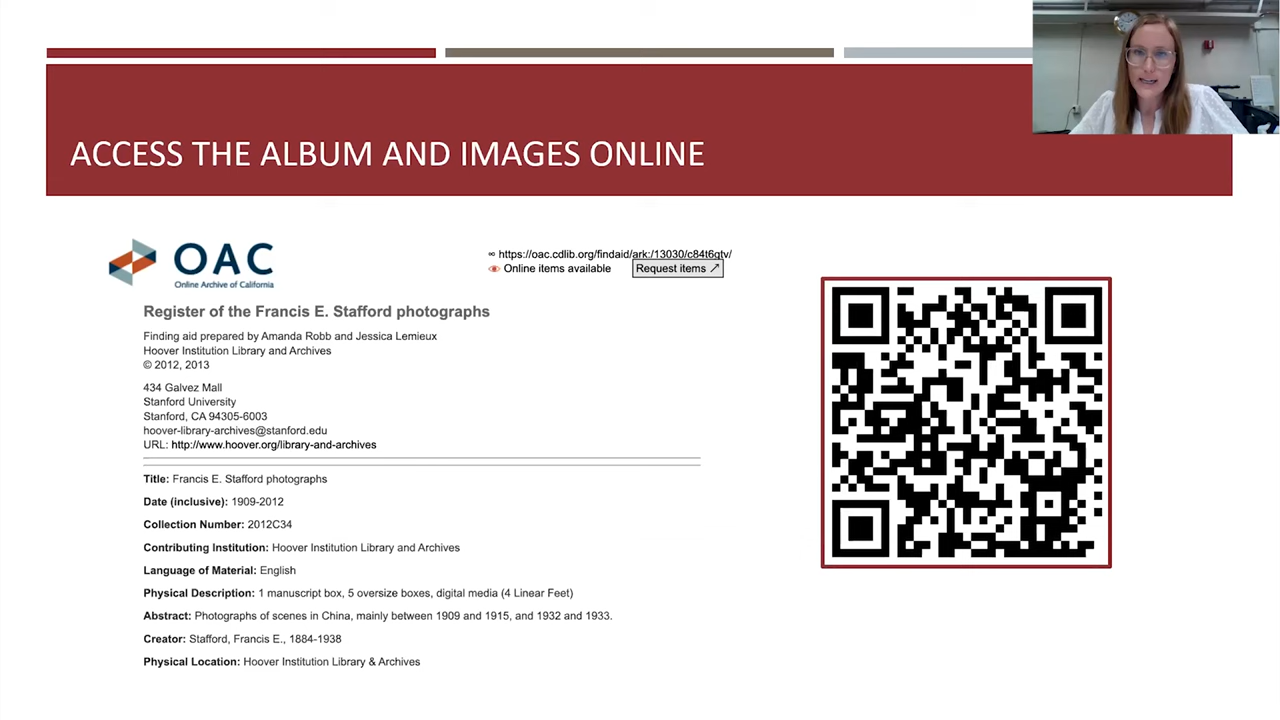 ACCESS THE ALBUM AND IMAGES ONLINE
OAC
Online Archive of California
https://oac.cdlib.org/findaid/ark:/13030/c84t6qtv/
Online items available
Request items ↗
Register of the Francis E. Stafford photographs
Finding aid prepared by Amanda Robb and Jessica Lemieux
Hoover Institution Library and Archives
© 2012, 2013
434 Galvez Mall
Stanford University
Stanford, CA 94305-6003
hoover-library-archives@stanford.edu
URL: http://www.hoover.org/library-and-archives
Title: Francis E. Stafford photographs
Date (inclusive): 1909-2012
Collection Number: 2012C34
Contributing Institution: Hoover Institution Library and Archives
Language of Material: English
Physical Description: 1 manuscript box, 5 oversize boxes, digital media (4 Linear Feet)
Abstract: Photographs of scenes in China, mainly between 1909 and 1915, and 1932 and 1933.
Creator: Stafford, Francis E., 1884-1938
Physical Location: Hoover Institution Library & Archives